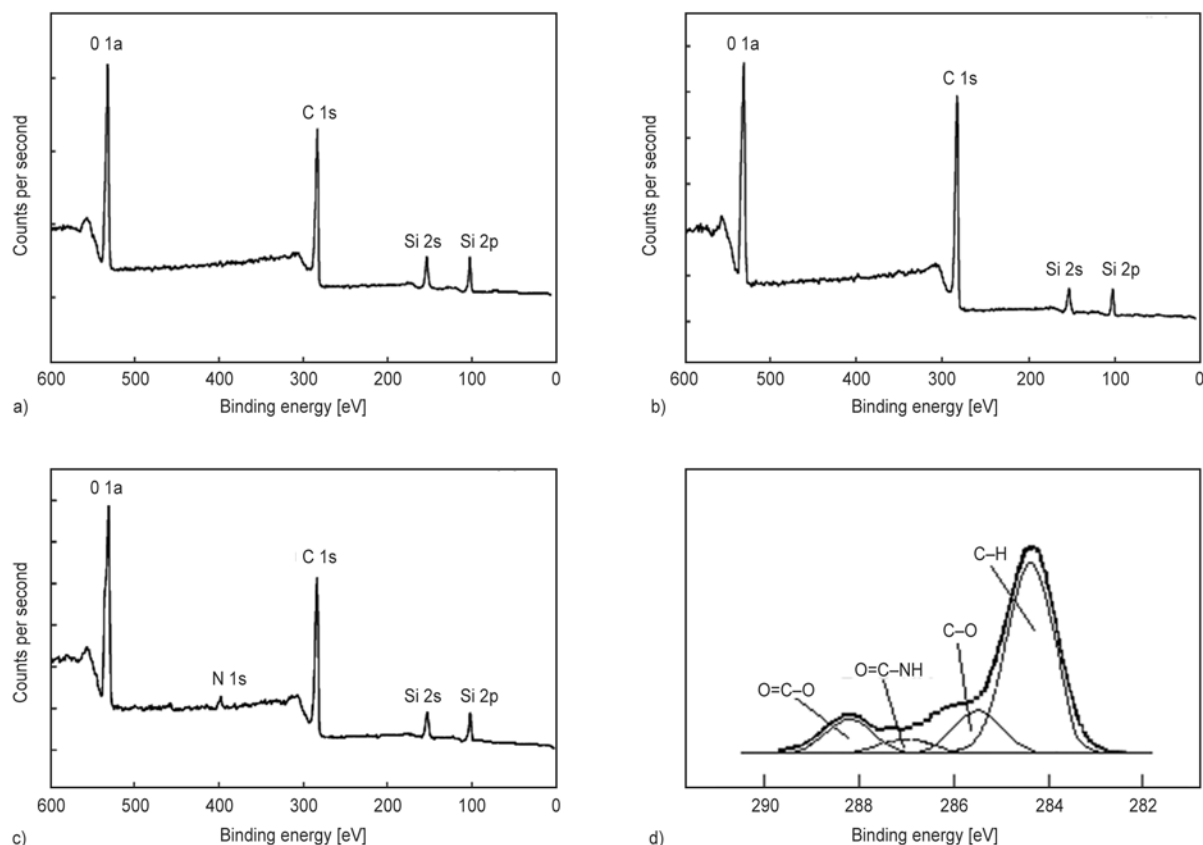 0 1a
C 1s
Si 2s
Si 2p
Counts per second
600
500
400
300
200
100
0
Binding energy [eV]
a)
0 1a
C 1s
Si 2s
Si 2p
Counts per second
600
500
400
300
200
100
0
Binding energy [eV]
b)
0 1a
C 1s
N 1s
Si 2s
Si 2p
Counts per second
600
500
400
300
200
100
0
Binding energy [eV]
c)
C–H
C–O
O=C–NH
O=C–O
Counts per second
290
288
286
284
282
Binding energy [eV]
d)